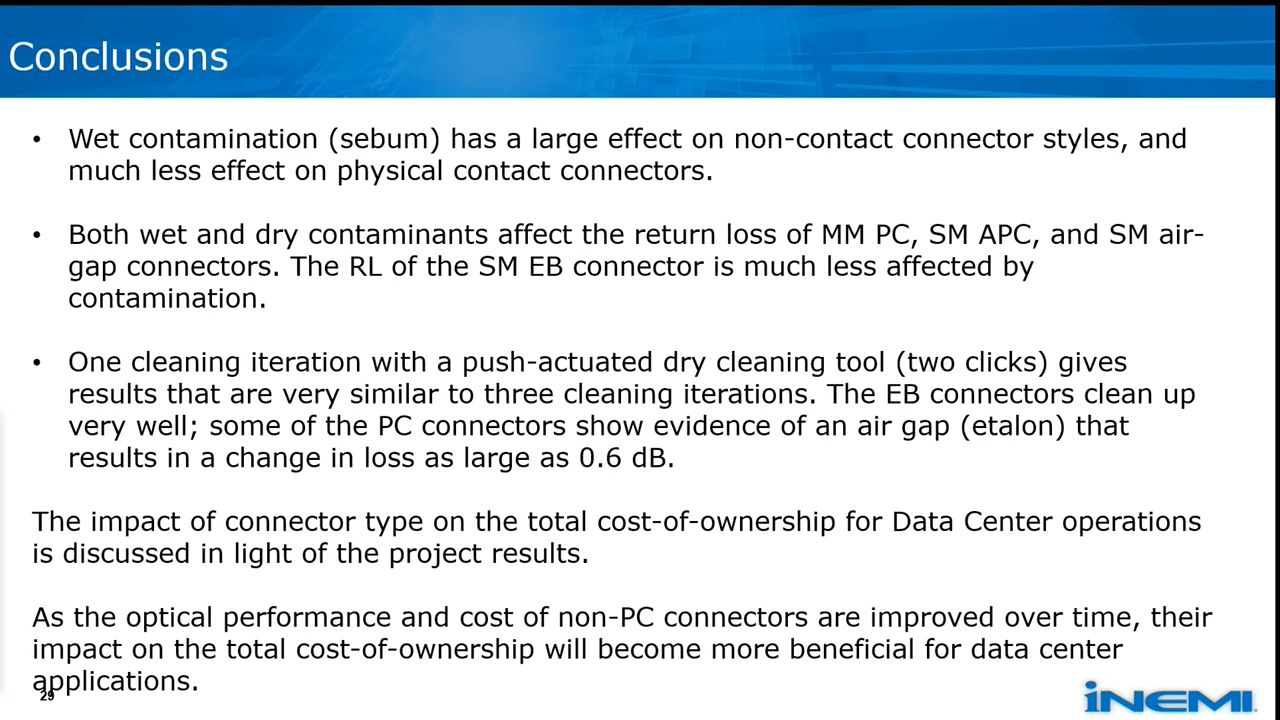 Conclusions
• Wet contamination (sebum) has a large effect on non-contact connector styles, and
much less effect on physical contact connectors.
• Both wet and dry contaminants affect the return loss of MM PC, SM APC, and SM air-
gap connectors. The RL of the SM EB connector is much less affected by
contamination.
• One cleaning iteration with a push-actuated dry cleaning tool (two clicks) gives
results that are very similar to three cleaning iterations. The EB connectors clean up
very well; some of the PC connectors show evidence of an air gap (etalon) that
results in a change in loss as large as 0.6 dB.
The impact of connector type on the total cost-of-ownership for Data Center operations
is discussed in light of the project results.
As the optical performance and cost of non-PC connectors are improved over time, their
impact on the total cost-of-ownership will become more beneficial for data center
applications.
29
iNEMI